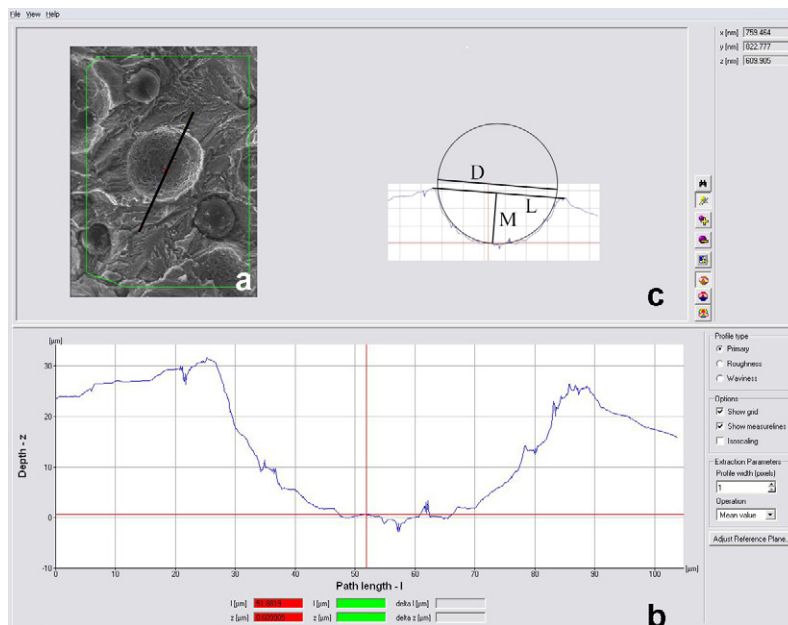 File View Help
x [nm] 759.464
y [nm] 822.777
z [nm] 609.905
a
D
L
M
c
[µm]
30
20
10
0
-10
Depth - z
0 10 20 30 40 50 60 70 80 90 100 [µm]
Path length - l
l [µm] l [µm] delta l [µm]
z [µm] z [µm] delta z [µm]
b
Profile type
Primary
Roughness
Waviness
Options
Show grid
Show measurelines
Isoscaling
Extraction Parameters
Profile width (pixels)
1
Operation
Mean value
Adjust Reference Plane..